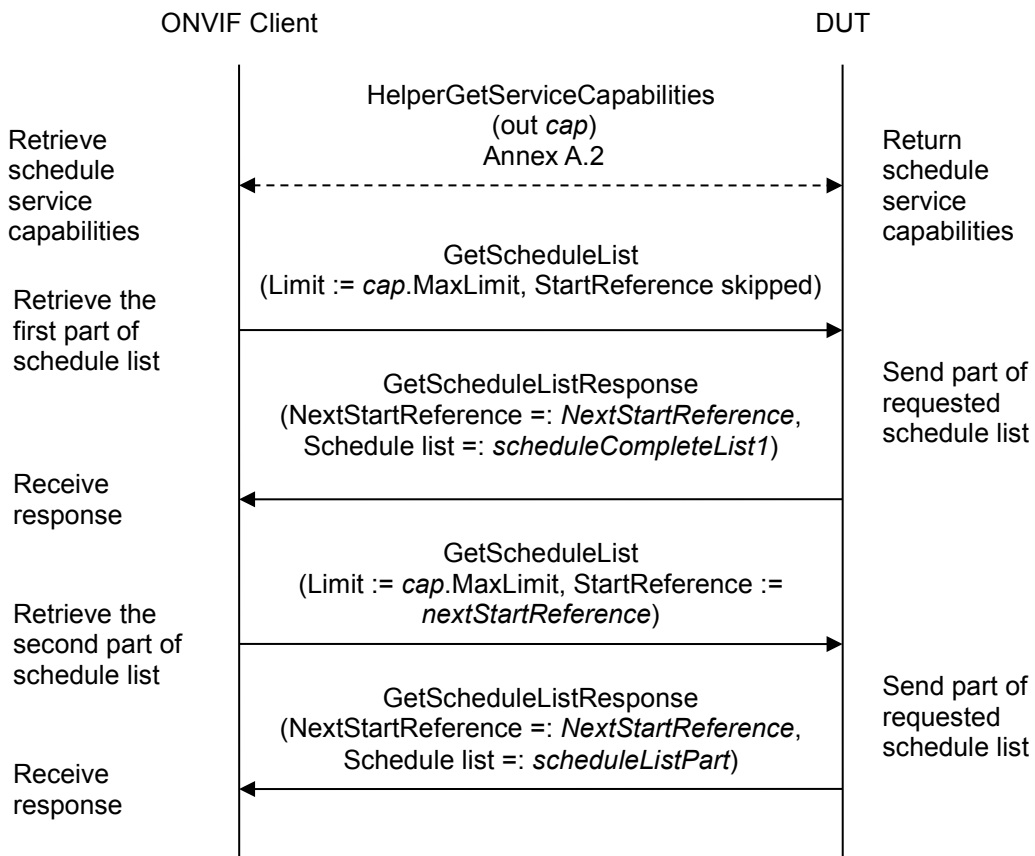 ONVIF Client
DUT
HelperGetServiceCapabilities
(out cap)
Annex A.2
Retrieve
schedule
service
capabilities
Return
schedule
service
capabilities
GetScheduleList
(Limit := cap.MaxLimit, StartReference skipped)
Retrieve the
first part of
schedule list
GetScheduleListResponse
(NextStartReference =: NextStartReference,
Schedule list =: scheduleCompleteList1)
Send part of
requested
schedule list
Receive
response
GetScheduleList
(Limit := cap.MaxLimit, StartReference :=
nextStartReference)
Retrieve the
second part of
schedule list
GetScheduleListResponse
(NextStartReference =: NextStartReference,
Schedule list =: scheduleListPart)
Send part of
requested
schedule list
Receive
response